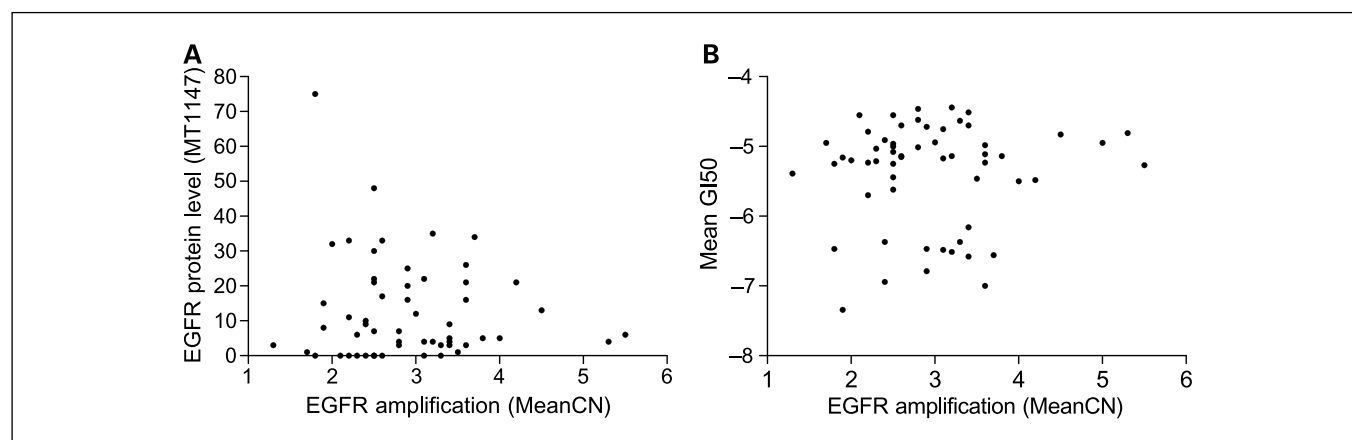 A
EGFR protein level (MT1147)
80
70
60
50
40
30
20
10
0
1 2 3 4 5 6
EGFR amplification (MeanCN)
B
Mean GI50
–4
–5
–6
–7
–8
1 2 3 4 5 6
EGFR amplification (MeanCN)